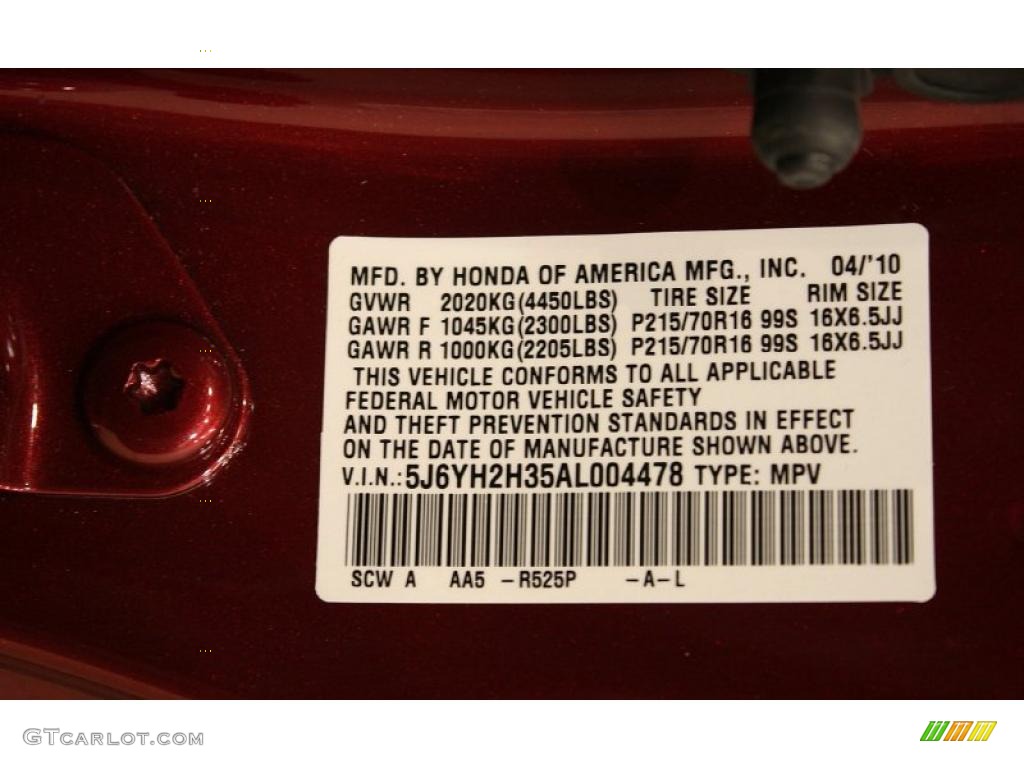 MFD. BY HONDA OF AMERICA MFG., INC. 04/'10
GVWR 2020KG(4450LBS) TIRE SIZE RIM SIZE
GAWR F 1045KG(2300LBS) P215/70R16 99S 16X6.5JJ
GAWR R 1000KG(2205LBS) P215/70R16 99S 16X6.5JJ
THIS VEHICLE CONFORMS TO ALL APPLICABLE
FEDERAL MOTOR VEHICLE SAFETY
AND THEFT PREVENTION STANDARDS IN EFFECT
ON THE DATE OF MANUFACTURE SHOWN ABOVE.
V.I.N.:5J6YH2H35AL004478 TYPE: MPV
SCW A AA5 -R525P -A-L
GTCARLOT.COM